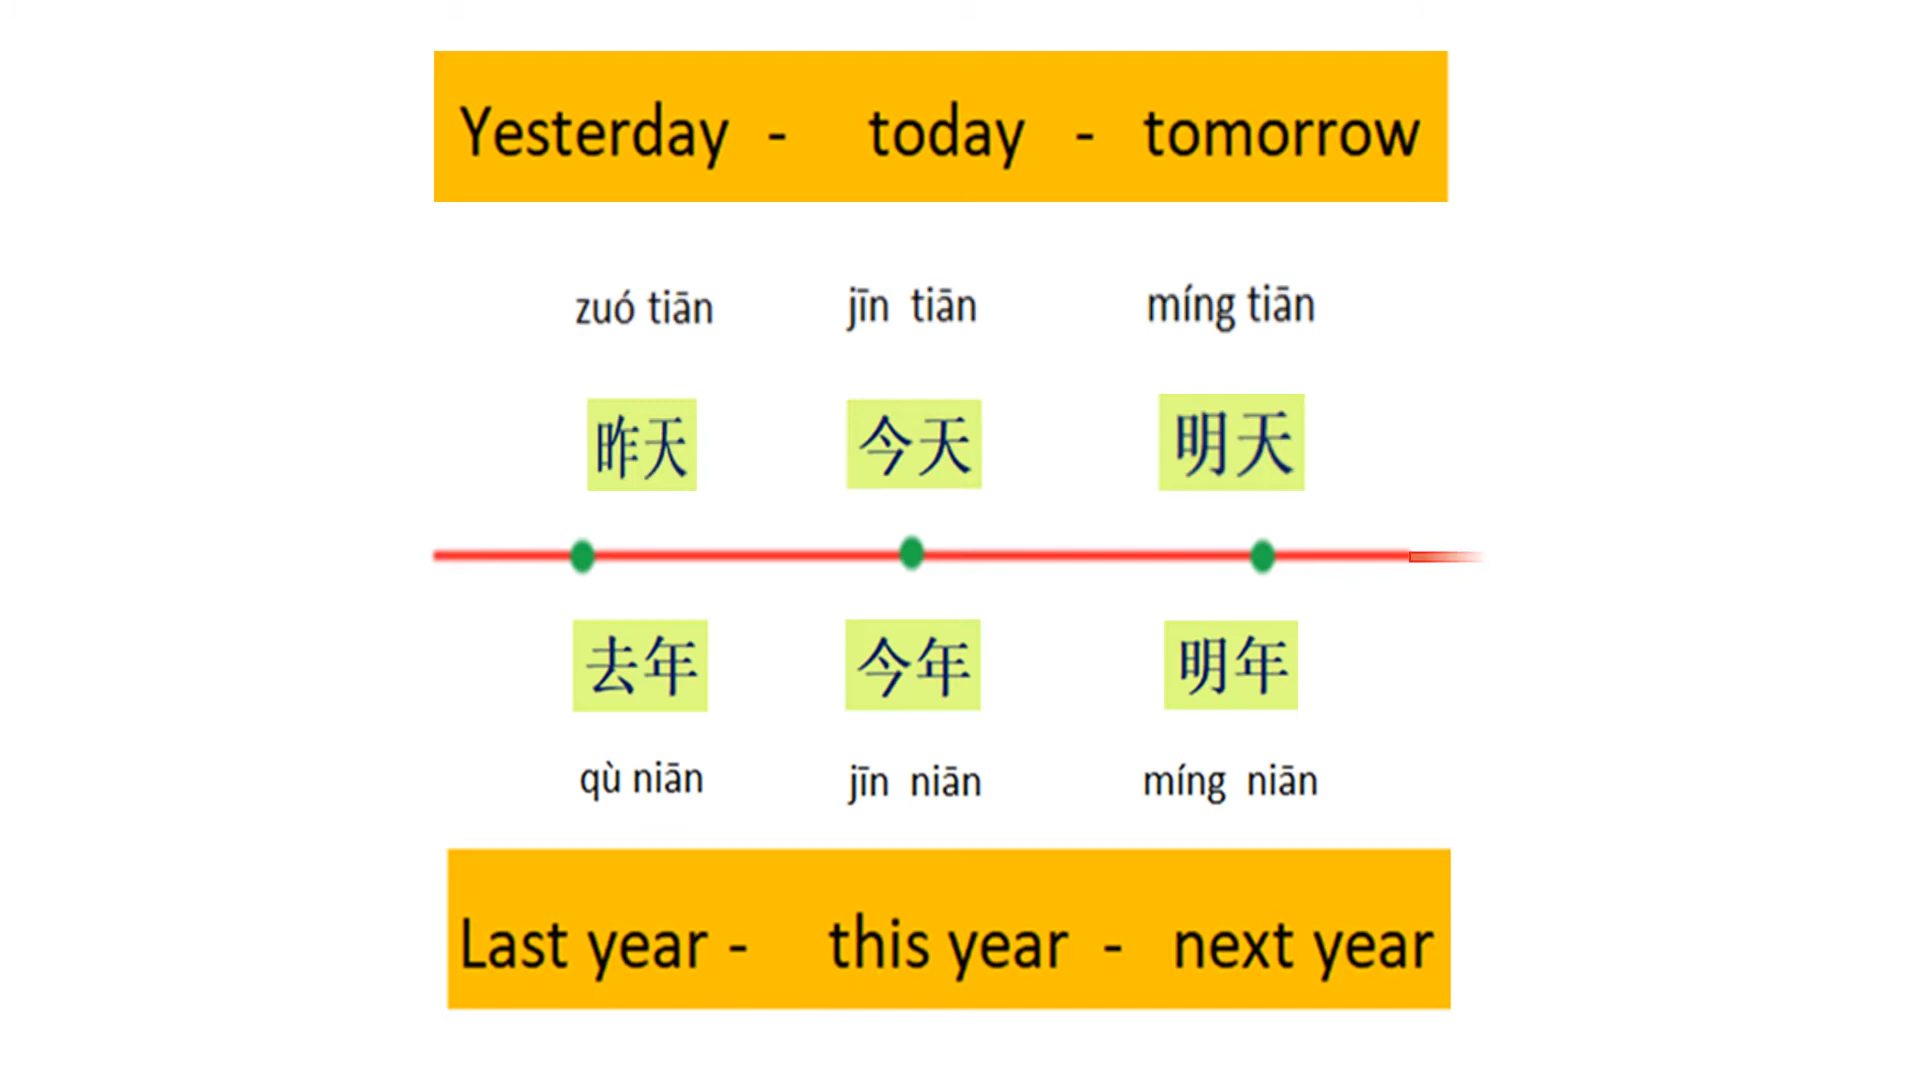 Yesterday - today - tomorrow
zuó tiān jīn tiān míng tiān
昨天 今天 明天
去年 今年 明年
qù niān jīn niān míng niān
Last year - this year - next year